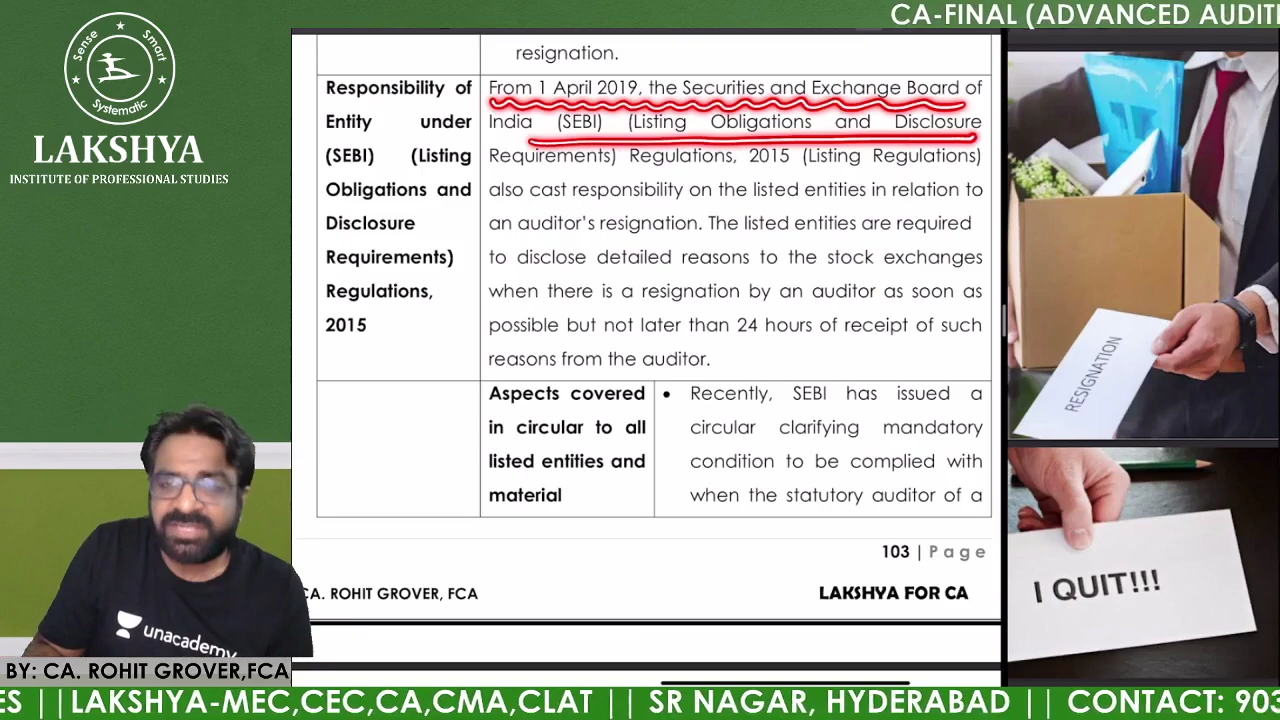 CA-FINAL (ADVANCED AUDITI
Sense
Smart
Systematic
LAKSHYA
INSTITUTE OF PROFESSIONAL STUDIES
resignation.
Responsibility of
Entity under
(SEBI) (Listing
Obligations and
Disclosure
Requirements)
Regulations,
2015
From 1 April 2019, the Securities and Exchange Board of
India (SEBI) (Listing Obligations and Disclosure
Requirements) Regulations, 2015 (Listing Regulations)
also cast responsibility on the listed entities in relation to
an auditor's resignation. The listed entities are required
to disclose detailed reasons to the stock exchanges
when there is a resignation by an auditor as soon as
possible but not later than 24 hours of receipt of such
reasons from the auditor.
Aspects covered
in circular to all
listed entities and
material
• Recently, SEBI has issued a
circular clarifying mandatory
condition to be complied with
when the statutory auditor of a
103 | Page
CA. ROHIT GROVER, FCA
LAKSHYA FOR CA
RESIGNATION
I QUIT!!!
unacademy
BY: CA. ROHIT GROVER,FCA
ES ||LAKSHYA-MEC,CEC,CA,CMA,CLAT || SR NAGAR, HYDERABAD || CONTACT: 903